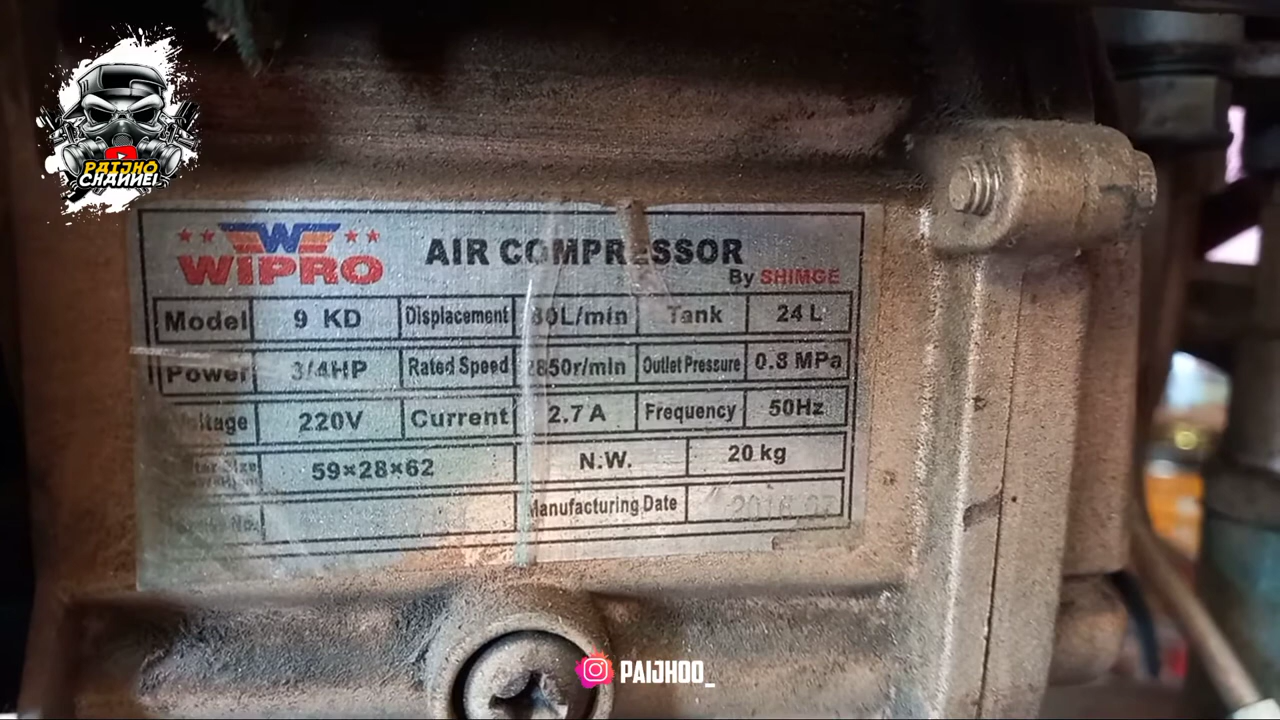 PAIJHO
CHANNEL
W
WIPRO
AIR COMPRESSOR
By SHIMGE
Model 9 KD Displacement 80L/min Tank 24 L
Power 3/4HP Rated Speed 2850r/min Outlet Pressure 0.8 MPa
Voltage 220V Current 2.7 A Frequency 50Hz
59×28×62 N.W. 20 kg
Manufacturing Date
PAIJHOO_